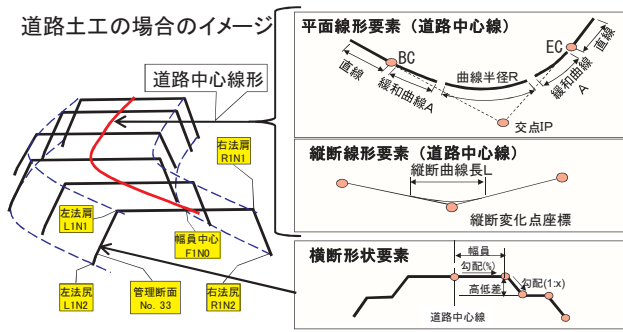 道路土工の場合のイメージ
道路中心線形
右法肩
R1N1
左法肩
L1N1
幅員中心
F1N0
左法尻
L1N2
管理断面
No. 33
右法尻
R1N2
平面線形要素（道路中心線）
BC
EC
直線
緩和曲線A
曲線半径R
緩和曲線
A
直線
交点IP
縦断線形要素（道路中心線）
縦断曲線長L
縦断変化点座標
横断形状要素
幅員
勾配(%)
勾配(1:x)
高低差
道路中心線